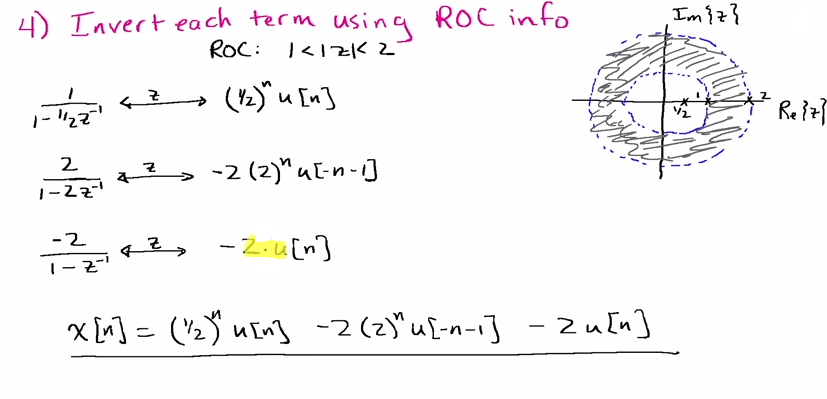 4) Invert each term using ROC info
ROC: 1 < |z| < 2
Im{z}
1/2 1 2 Re{z}
1/(1 - 1/2 z⁻¹) ⟷ᶻ (1/2)ⁿ u[n]
2/(1 - 2z⁻¹) ⟷ᶻ -2(2)ⁿ u[-n-1]
-2/(1 - z⁻¹) ⟷ᶻ -2·u[n]
x[n] = (1/2)ⁿ u[n] -2(2)ⁿ u[-n-1] - 2u[n]